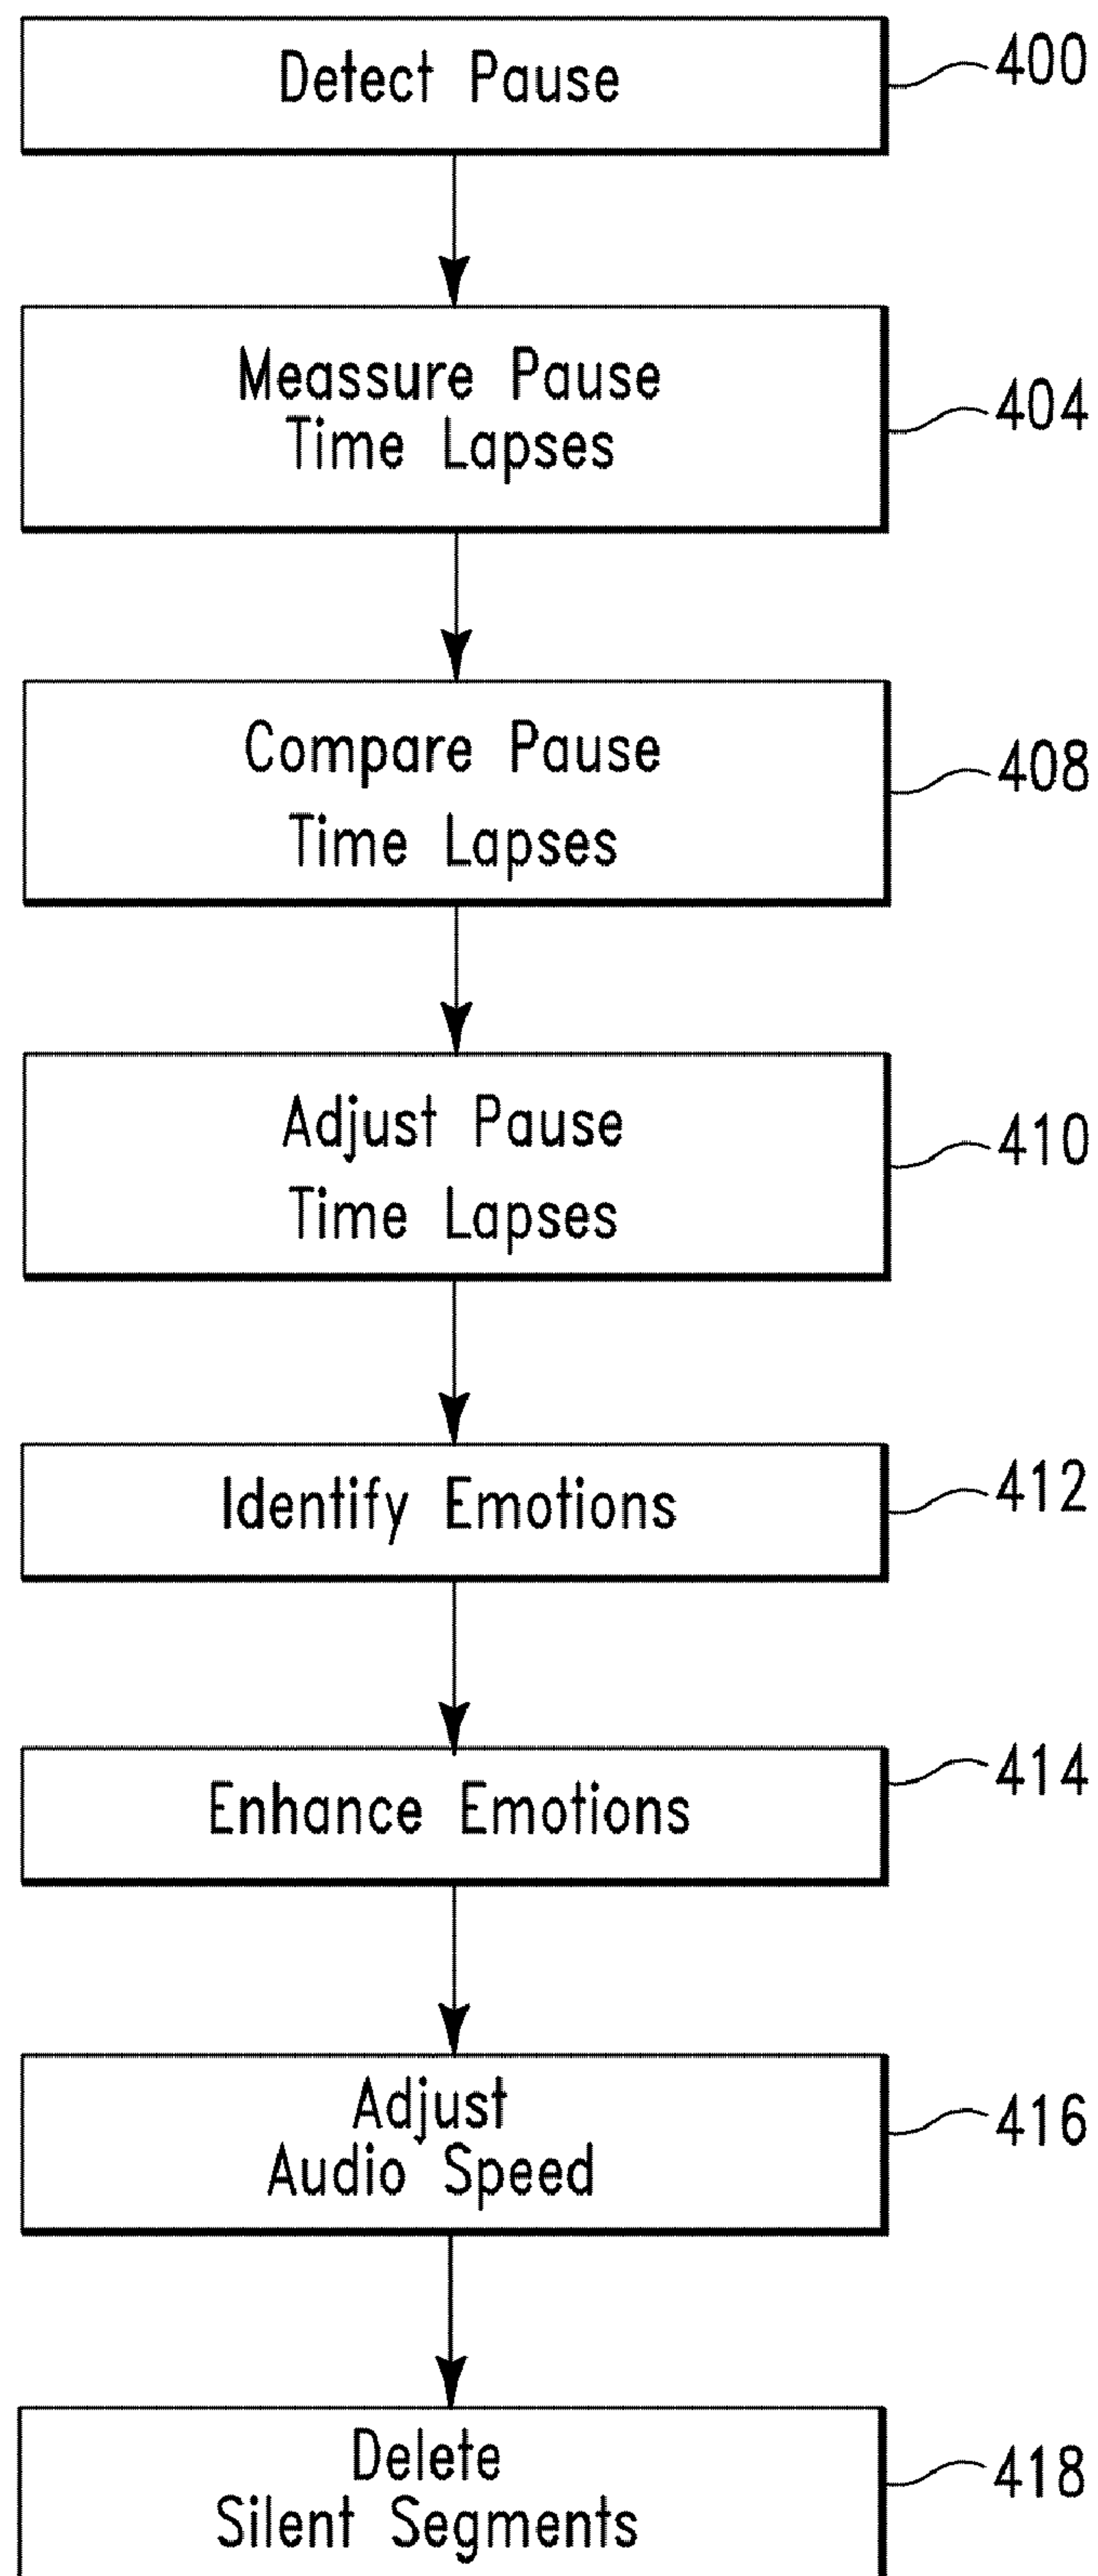 Detect Pause
400
Meassure Pause
Time Lapses
404
Compare Pause
Time Lapses
408
Adjust Pause
Time Lapses
410
Identify Emotions
412
Enhance Emotions
414
Adjust
Audio Speed
416
Delete
Silent Segments
418